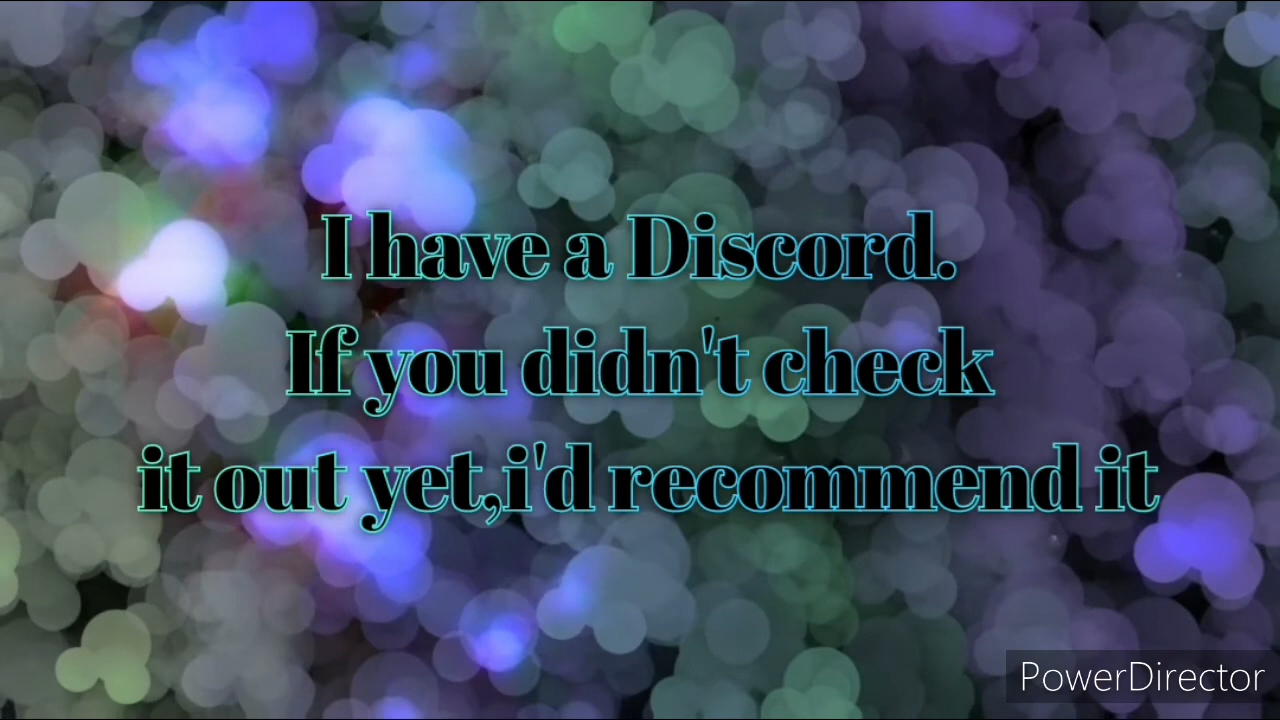 I have a Discord.
If you didn't check
it out yet,i'd recommend it
PowerDirector